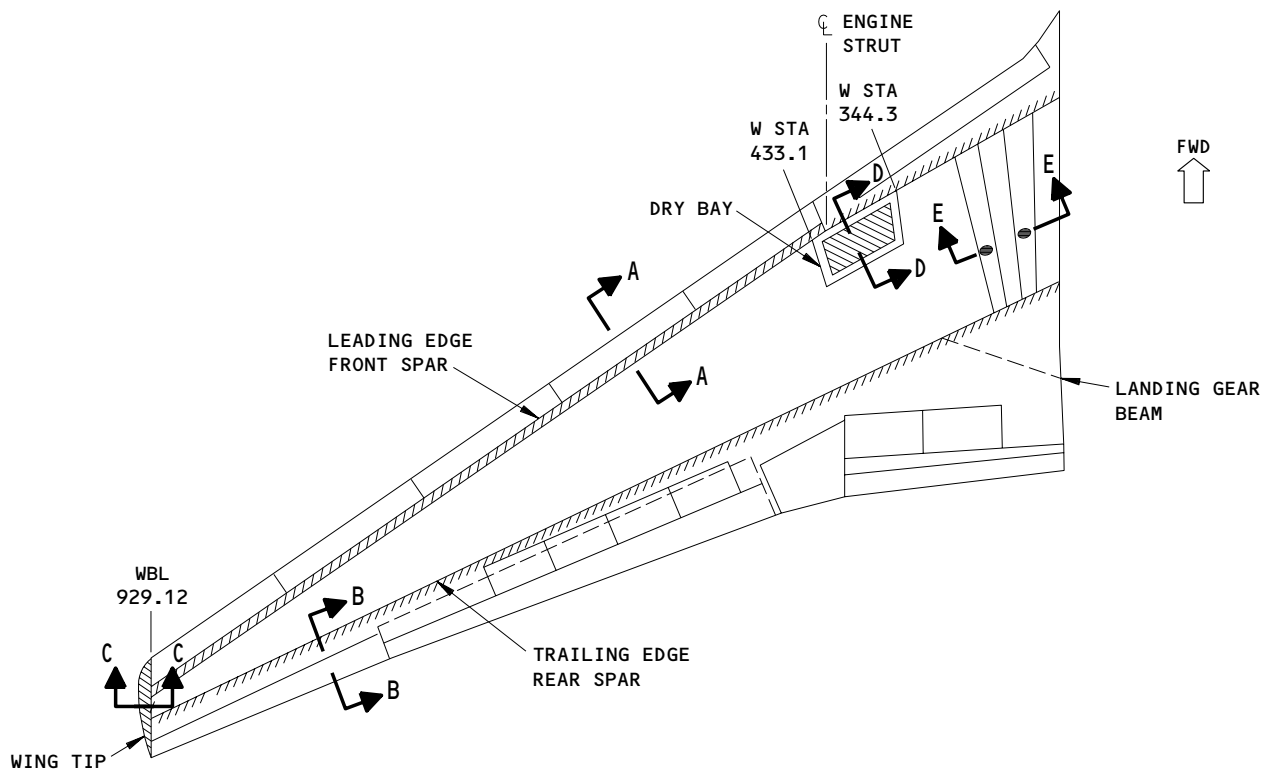 ℄ ENGINE
STRUT
W STA
344.3
W STA
433.1
FWD
D
E
DRY BAY
E
D
A
LEADING EDGE
FRONT SPAR
A
LANDING GEAR
BEAM
WBL
929.12
B
C
C
TRAILING EDGE
REAR SPAR
B
WING TIP